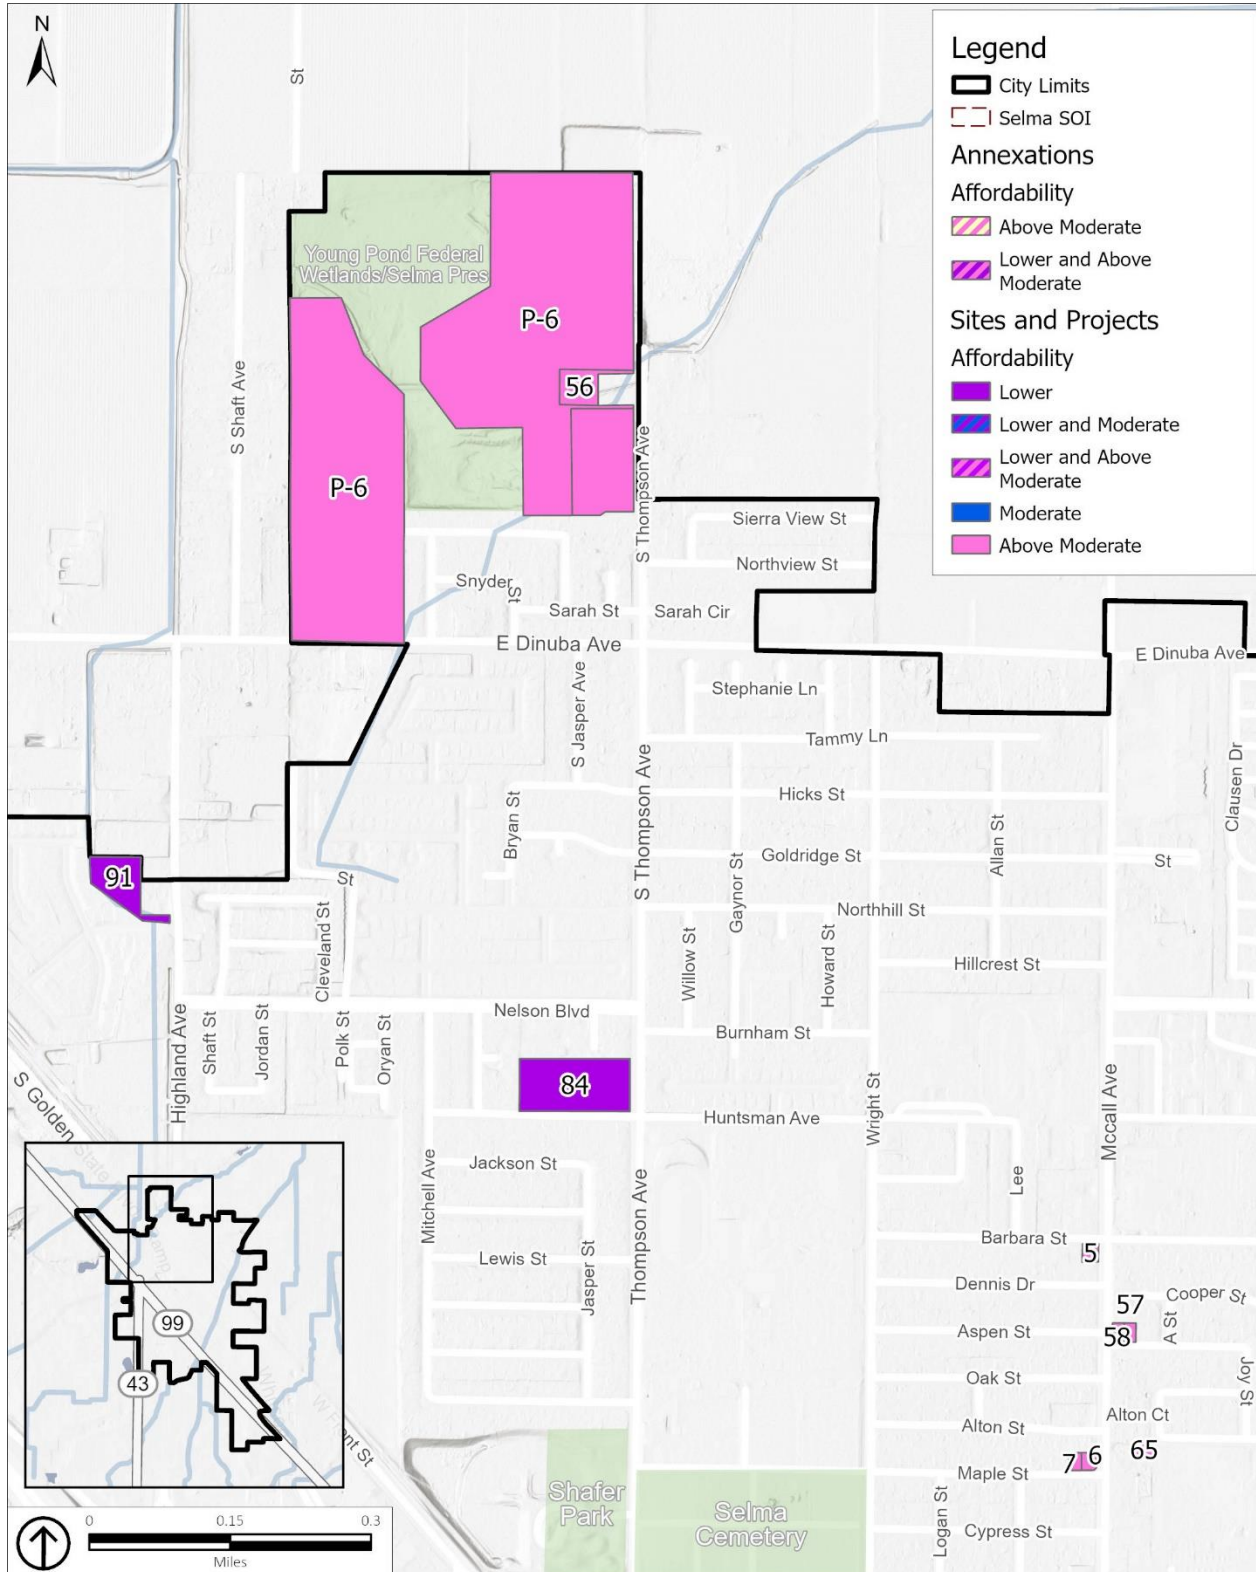 N
Legend
City Limits
Selma SOI
Annexations
Affordability
Above Moderate
Lower and Above
Moderate
Sites and Projects
Affordability
Lower
Lower and Moderate
Lower and Above
Moderate
Moderate
Above Moderate
St
Young Pond Federal
Wetlands/Selma Pres
P-6
56
S Shaft Ave
P-6
S Thompson Ave
Sierra View St
Northview St
Snyder
St
Sarah St
Sarah Cir
E Dinuba Ave
E Dinuba Ave
S Jasper Ave
Stephanie Ln
Tammy Ln
Clausen Dr
Hicks St
S Thompson Ave
Bryan St
Allan St
Goldridge St
St
91
St
Gaynor St
Northhill St
Cleveland St
Willow St
Howard St
Hillcrest St
Nelson Blvd
Burnham St
Highland Ave
Shaft St
Jordan St
Polk St
Oryan St
84
Huntsman Ave
Wright St
Mccall Ave
S Golden State
Mitchell Ave
Jackson St
Thompson Ave
Lee
Barbara St
5
Lewis St
Jasper St
Dennis Dr
Cooper St
57
Aspen St
58
A St
Oak St
Joy St
99
43
W Front St
Alton St
Alton Ct
7
6
65
Maple St
Shafer
Park
Selma
Cemetery
Logan St
Cypress St
0
0.15
0.3
Miles